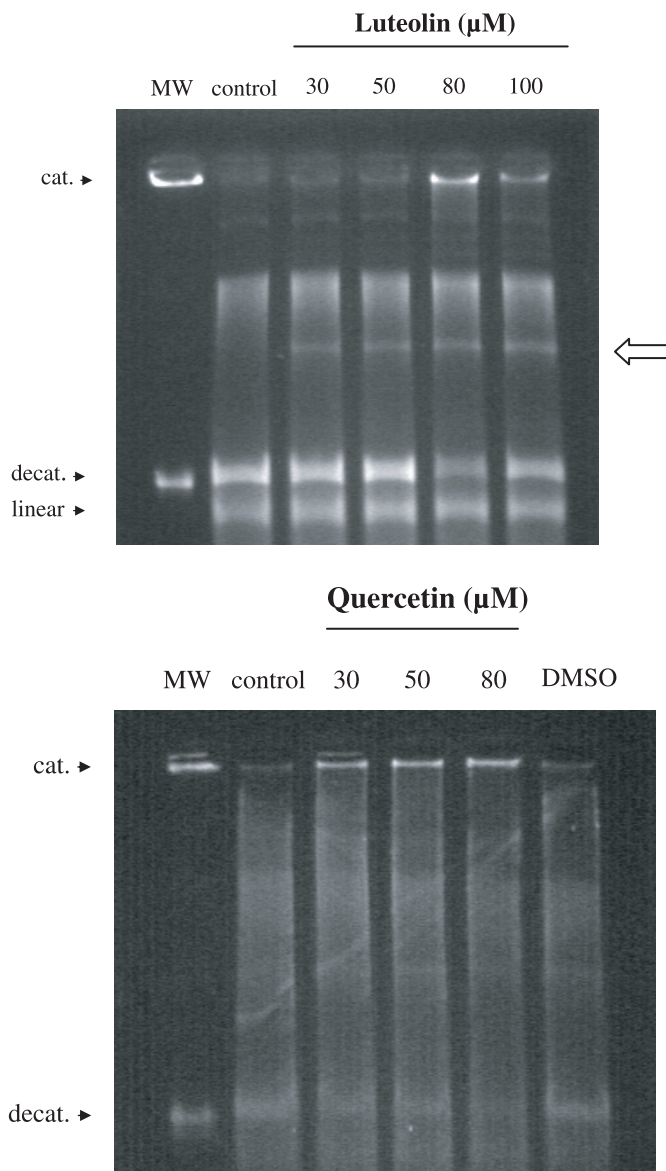 Luteolin (µM)
MW control 30 50 80 100
cat.
decat.
linear
Quercetin (µM)
MW control 30 50 80 DMSO
cat.
decat.